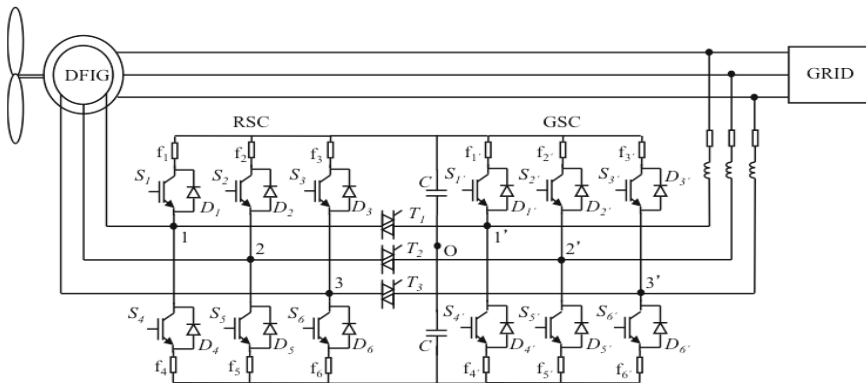 DFIG
GRID
RSC
GSC
f1 f2 f3 f1' f2' f3'
S1 S2 S3 C S1' S2' S3' D3'
D1 D2 D3 D1' D2'
T1
1 1'
2 T2 O 2'
3 T3 3'
S4 S5 S6 C S4' S5' S6'
D4 D5 D6 D4' D5' D6'
f4 f5 f6 f4' f5' f6'